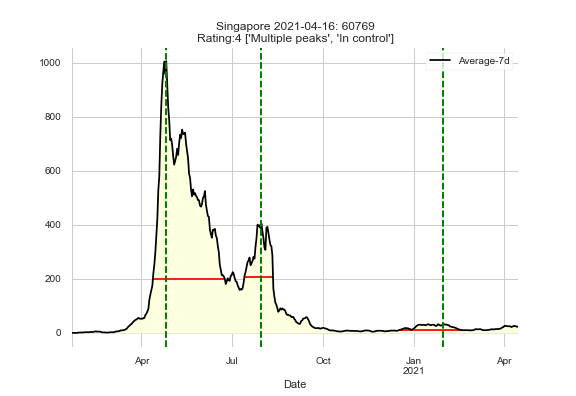 Singapore 2021-04-16: 60769
Rating:4 ['Multiple peaks', 'In control']
Average-7d
1000
800
600
400
200
0
Apr
Jul
Oct
Jan
2021
Apr
Date